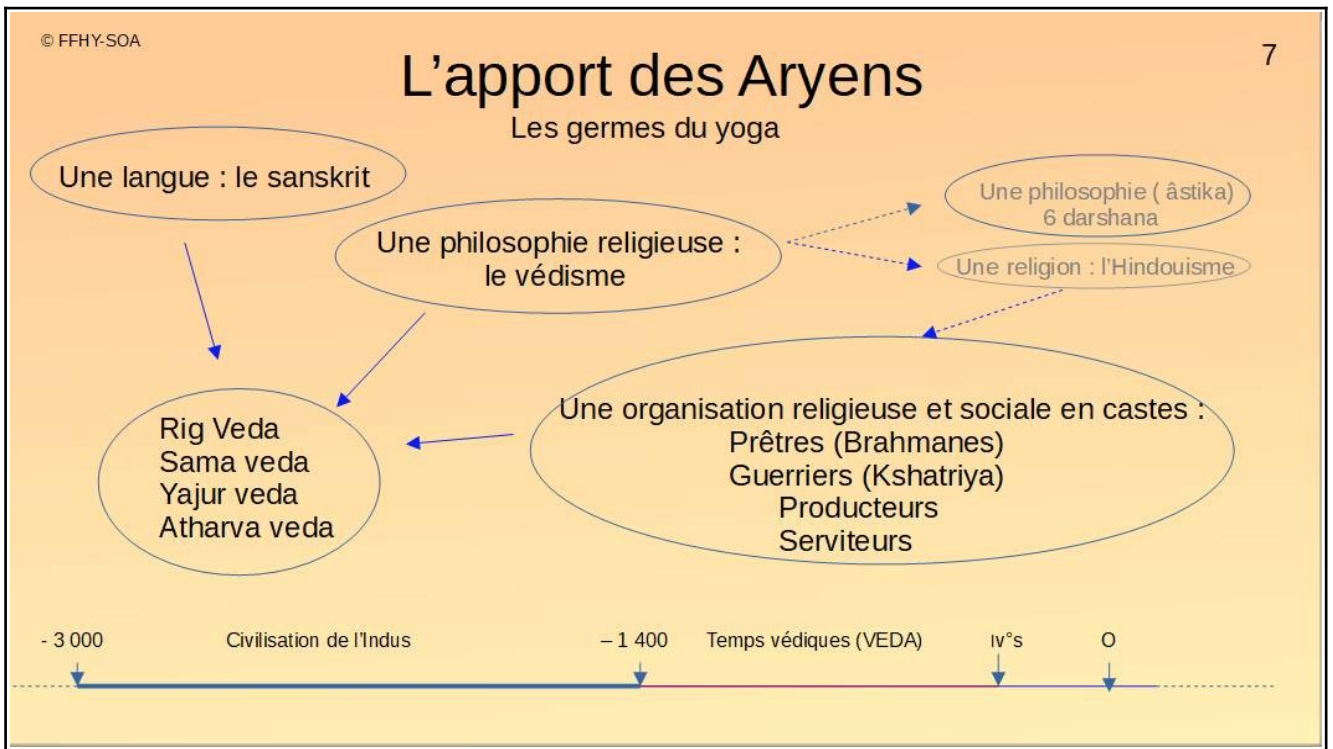 © FFHY-SOA
7
L'apport des Aryens
Les germes du yoga
Une langue : le sanskrit
Une philosophie religieuse :
le védisme
Une philosophie ( âstika)
6 darshana
Une religion : l'Hindouisme
Rig Veda
Sama veda
Yajur veda
Atharva veda
Une organisation religieuse et sociale en castes :
Prêtres (Brahmanes)
Guerriers (Kshatriya)
Producteurs
Serviteurs
- 3 000 Civilisation de l'Indus – 1 400 Temps védiques (VEDA) IV°s O